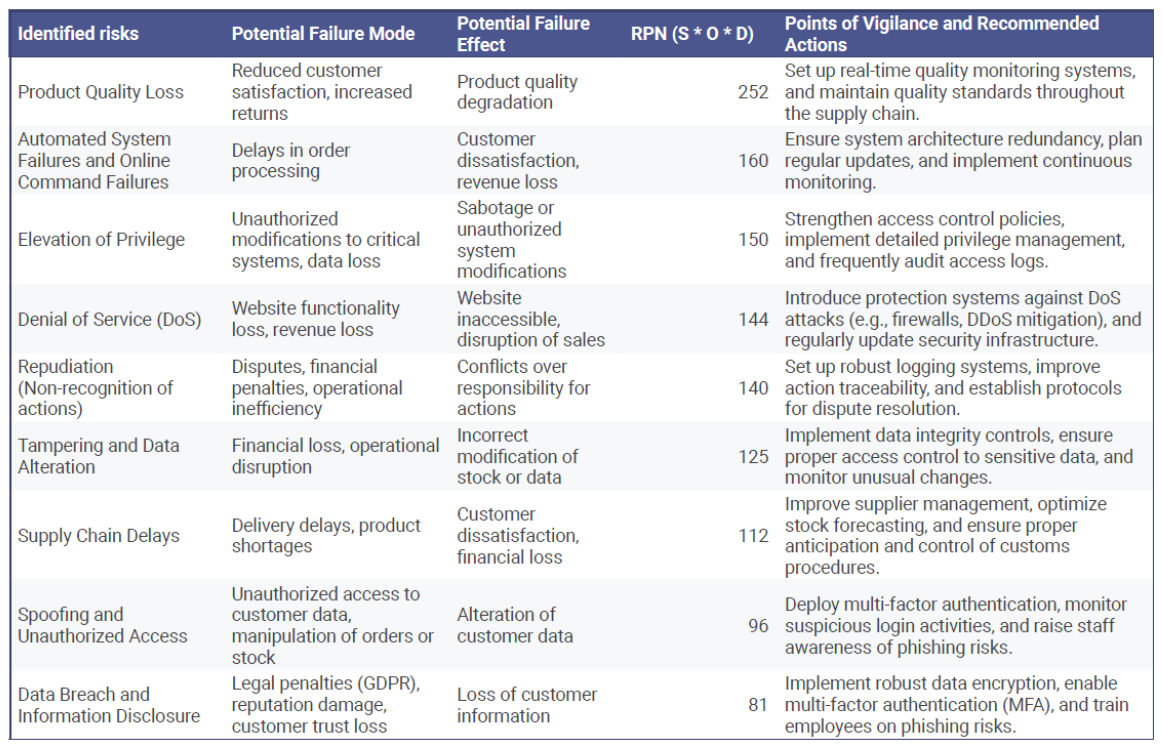 Identified risks
Potential Failure Mode
Potential Failure
Effect
RPN (S * O * D)
Points of Vigilance and Recommended
Actions
Product Quality Loss
Reduced customer
satisfaction, increased
returns
Product quality
degradation
252
Set up real-time quality monitoring systems,
and maintain quality standards throughout
the supply chain.
Automated System
Failures and Online
Command Failures
Delays in order
processing
Customer
dissatisfaction,
revenue loss
160
Ensure system architecture redundancy, plan
regular updates, and implement continuous
monitoring.
Elevation of Privilege
Unauthorized
modifications to critical
systems, data loss
Sabotage or
unauthorized
system
modifications
150
Strengthen access control policies,
implement detailed privilege management,
and frequently audit access logs.
Denial of Service (DoS)
Website functionality
loss, revenue loss
Website
inaccessible,
disruption of sales
144
Introduce protection systems against DoS
attacks (e.g., firewalls, DDoS mitigation), and
regularly update security infrastructure.
Repudiation
(Non-recognition of
actions)
Disputes, financial
penalties, operational
inefficiency
Conflicts over
responsibility for
actions
140
Set up robust logging systems, improve
action traceability, and establish protocols
for dispute resolution.
Tampering and Data
Alteration
Financial loss, operational
disruption
Incorrect
modification of
stock or data
125
Implement data integrity controls, ensure
proper access control to sensitive data, and
monitor unusual changes.
Supply Chain Delays
Delivery delays, product
shortages
Customer
dissatisfaction,
financial loss
112
Improve supplier management, optimize
stock forecasting, and ensure proper
anticipation and control of customs
procedures.
Spoofing and
Unauthorized Access
Unauthorized access to
customer data,
manipulation of orders or
stock
Alteration of
customer data
96
Deploy multi-factor authentication, monitor
suspicious login activities, and raise staff
awareness of phishing risks.
Data Breach and
Information Disclosure
Legal penalties (GDPR),
reputation damage,
customer trust loss
Loss of customer
information
81
Implement robust data encryption, enable
multi-factor authentication (MFA), and train
employees on phishing risks.